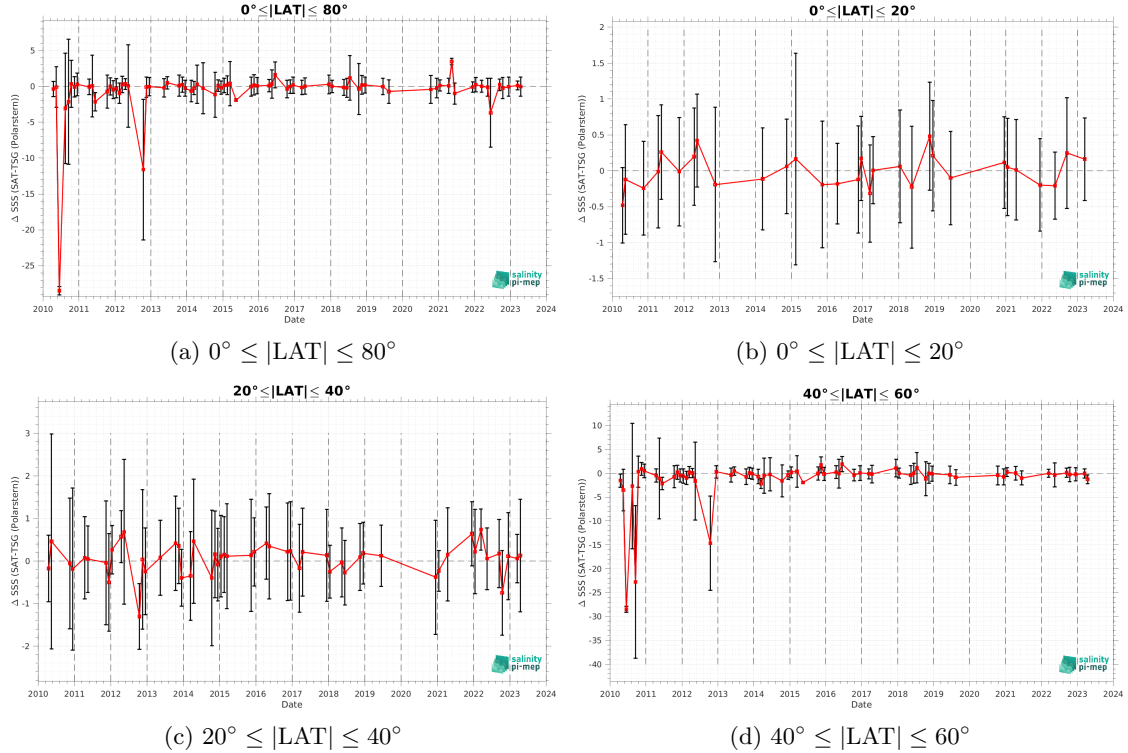 0°≤|LAT|≤ 80°
5
0
-5
-10
-15
-20
-25
Δ SSS (SAT-TSG (Polarstern))
2010 2011 2012 2013 2014 2015 2016 2017 2018 2019 2020 2021 2022 2023 2024
Date
salinity
pi-mep
(a) 0° ≤ |LAT| ≤ 80°
0°≤|LAT|≤ 20°
2
1.5
1
0.5
0
-0.5
-1
-1.5
Δ SSS (SAT-TSG (Polarstern))
2010 2011 2012 2013 2014 2015 2016 2017 2018 2019 2020 2021 2022 2023 2024
Date
salinity
pi-mep
(b) 0° ≤ |LAT| ≤ 20°
20°≤|LAT|≤ 40°
3
2
1
0
-1
-2
Δ SSS (SAT-TSG (Polarstern))
2010 2011 2012 2013 2014 2015 2016 2017 2018 2019 2020 2021 2022 2023 2024
Date
salinity
pi-mep
(c) 20° ≤ |LAT| ≤ 40°
40°≤|LAT|≤ 60°
10
5
0
-5
-10
-15
-20
-25
-30
-35
-40
Δ SSS (SAT-TSG (Polarstern))
2010 2011 2012 2013 2014 2015 2016 2017 2018 2019 2020 2021 2022 2023 2024
Date
salinity
pi-mep
(d) 40° ≤ |LAT| ≤ 60°